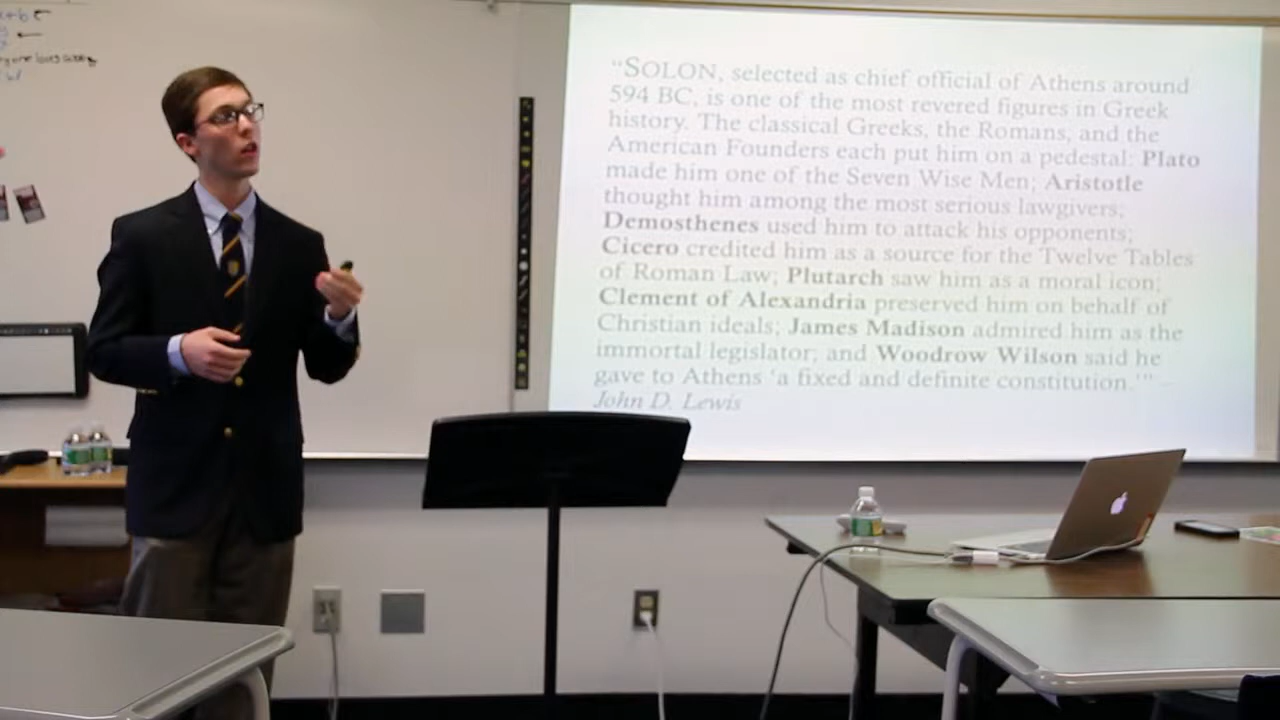 “SOLON, selected as chief official of Athens around
594 BC, is one of the most revered figures in Greek
history. The classical Greeks, the Romans, and the
American Founders each put him on a pedestal: Plato
made him one of the Seven Wise Men; Aristotle
thought him among the most serious lawgivers;
Demosthenes used him to attack his opponents;
Cicero credited him as a source for the Twelve Tables
of Roman Law; Plutarch saw him as a moral icon;
Clement of Alexandria preserved him on behalf of
Christian ideals; James Madison admired him as the
immortal legislator; and Woodrow Wilson said he
gave to Athens ‘a fixed and definite constitution.’”
John D. Lewis